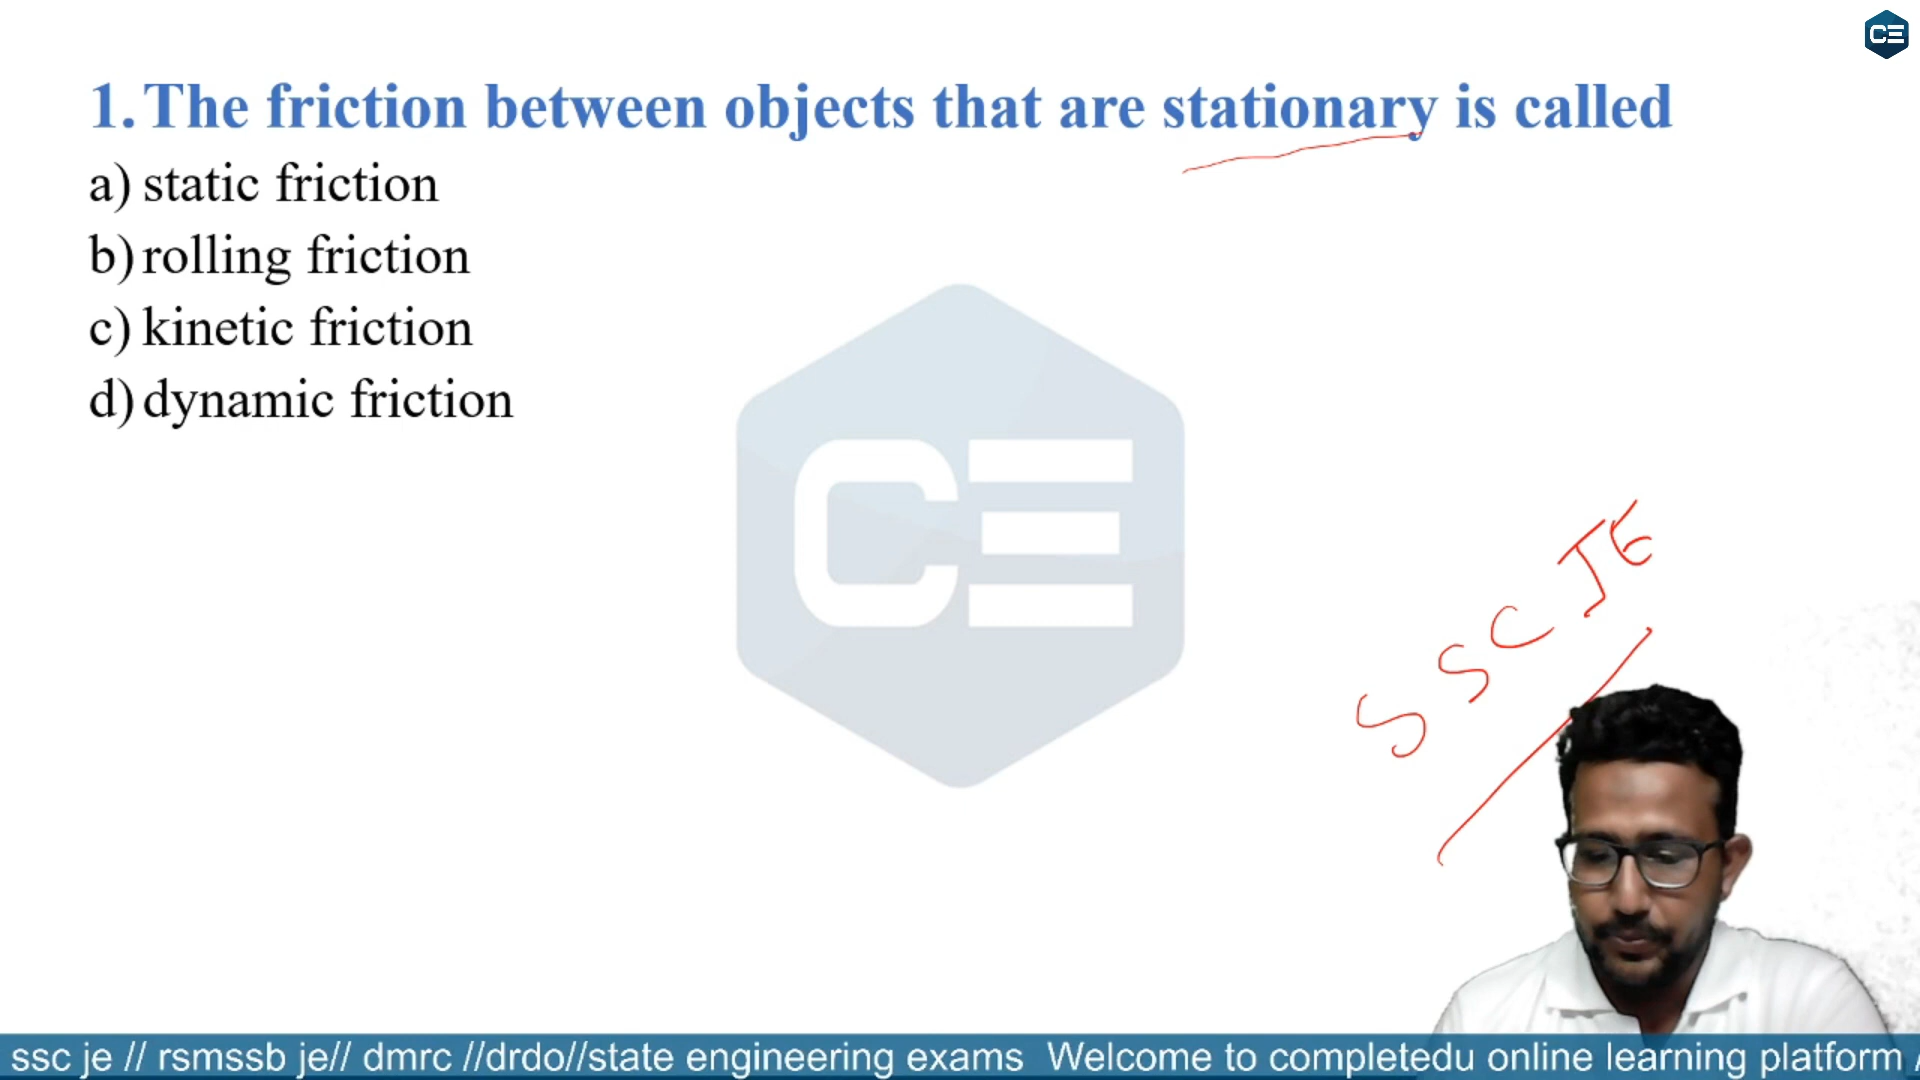 CE
1. The friction between objects that are stationary is called
a) static friction
b) rolling friction
c) kinetic friction
d) dynamic friction
CE
SSC JE
ssc je // rsmssb je// dmrc //drdo//state engineering exams Welcome to completedu online learning platform /